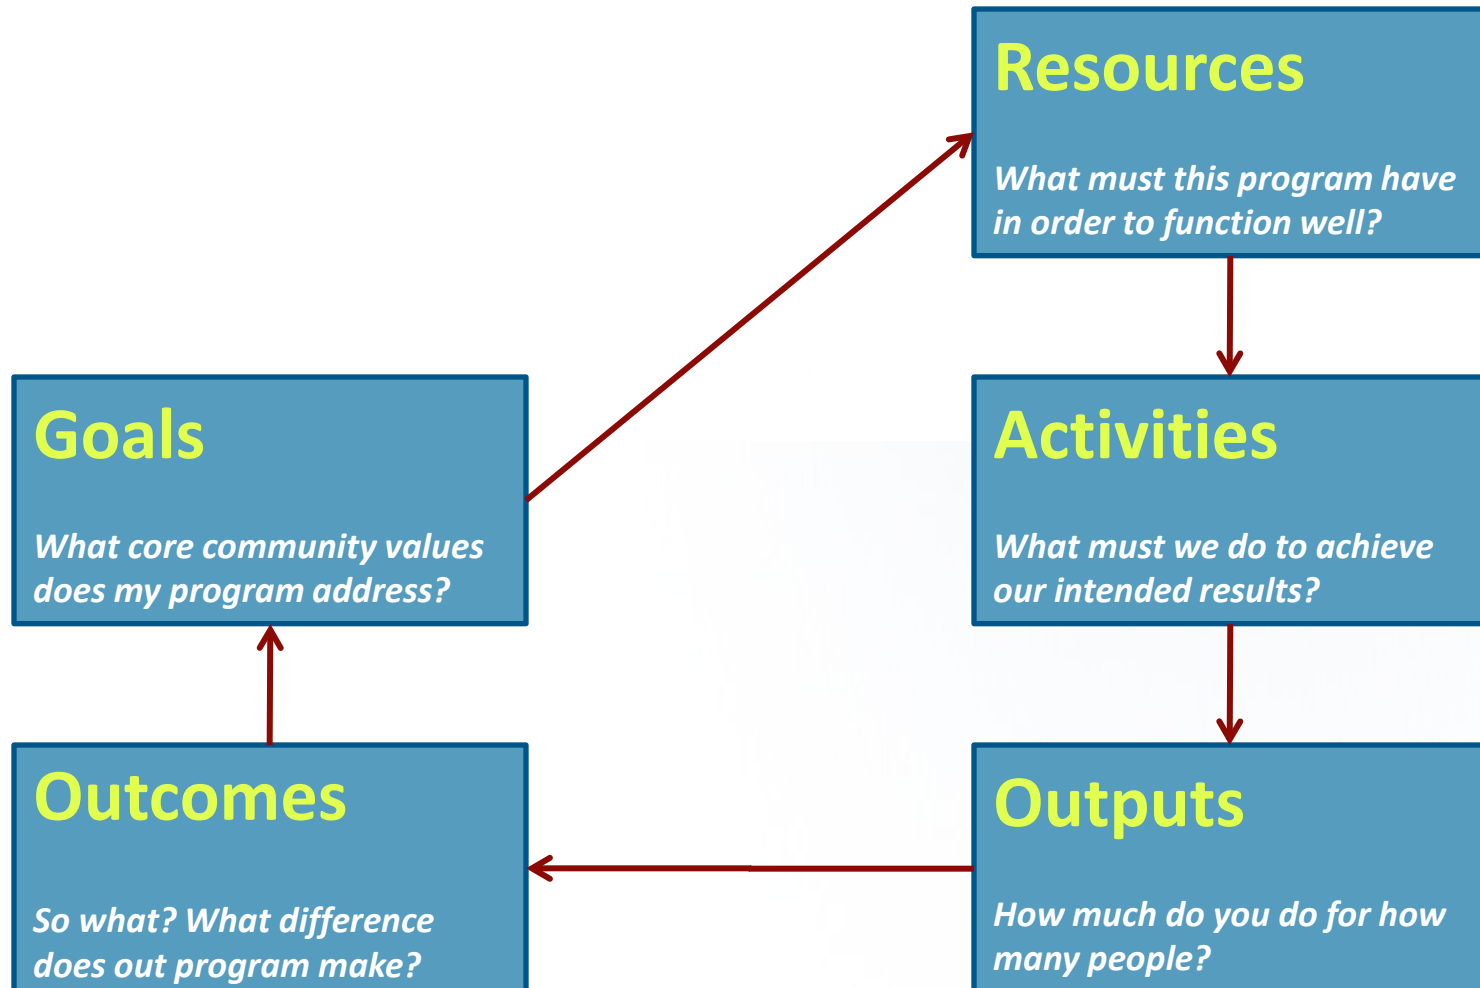 Resources
What must this program have
in order to function well?
Goals
What core community values
does my program address?
Activities
What must we do to achieve
our intended results?
Outcomes
So what? What difference
does out program make?
Outputs
How much do you do for how
many people?